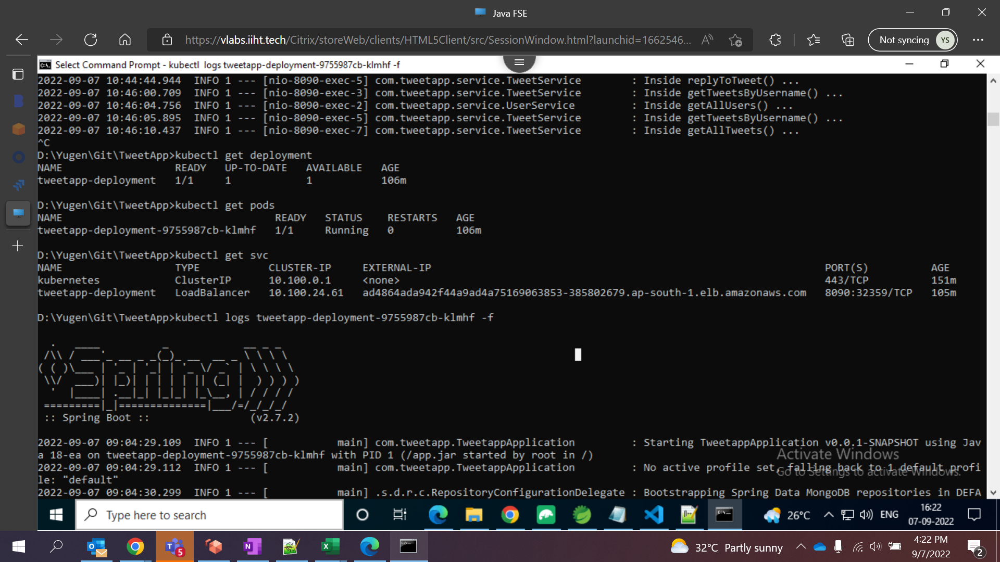 Java FSE
https://vlabs.iiht.tech/Citrix/storeWeb/clients/HTML5Client/src/SessionWindow.html?launchid=1662546...
Not syncing YS
Select Command Prompt - kubectl  logs tweetapp-deployment-9755987cb-klmhf -f
2022-09-07 10:44:44.944  INFO 1 --- [nio-8090-exec-5] com.tweetapp.service.TweetService        : Inside replyToTweet() ...
2022-09-07 10:46:00.709  INFO 1 --- [nio-8090-exec-3] com.tweetapp.service.TweetService        : Inside getTweetsByUsername() ...
2022-09-07 10:46:04.756  INFO 1 --- [nio-8090-exec-2] com.tweetapp.service.UserService         : Inside getAllUsers() ...
2022-09-07 10:46:05.895  INFO 1 --- [nio-8090-exec-5] com.tweetapp.service.TweetService        : Inside getTweetsByUsername() ...
2022-09-07 10:46:10.437  INFO 1 --- [nio-8090-exec-7] com.tweetapp.service.TweetService        : Inside getAllTweets() ...
^C
D:\Yugen\Git\TweetApp>kubectl get deployment
NAME                  READY   UP-TO-DATE   AVAILABLE   AGE
tweetapp-deployment   1/1     1            1           106m
D:\Yugen\Git\TweetApp>kubectl get pods
NAME                                  READY   STATUS    RESTARTS   AGE
tweetapp-deployment-9755987cb-klmhf   1/1     Running   0          106m
D:\Yugen\Git\TweetApp>kubectl get svc
NAME                  TYPE           CLUSTER-IP     EXTERNAL-IP                                                               PORT(S)          AGE
kubernetes            ClusterIP      10.100.0.1     <none>                                                                    443/TCP          151m
tweetapp-deployment   LoadBalancer   10.100.24.61   ad4864ada942f44a9ad4a75169063853-385802679.ap-south-1.elb.amazonaws.com   8090:32359/TCP   105m
D:\Yugen\Git\TweetApp>kubectl logs tweetapp-deployment-9755987cb-klmhf -f
Spring
:: Spring Boot ::                (v2.7.2)
2022-09-07 09:04:29.109  INFO 1 --- [           main] com.tweetapp.TweetappApplication         : Starting TweetappApplication v0.0.1-SNAPSHOT using Jav
a 18-ea on tweetapp-deployment-9755987cb-klmhf with PID 1 (/app.jar started by root in /)
2022-09-07 09:04:29.112  INFO 1 --- [           main] com.tweetapp.TweetappApplication         : No active profile set, falling back to 1 default profi
le: "default"
2022-09-07 09:04:30.299  INFO 1 --- [           main] .s.d.r.c.RepositoryConfigurationDelegate : Bootstrapping Spring Data MongoDB repositories in DEFA
Activate Windows
Go to Settings to activate Windows.
Type here to search
26°C
ENG
16:22
07-09-2022
32°C Partly sunny
4:22 PM
9/7/2022
5
2